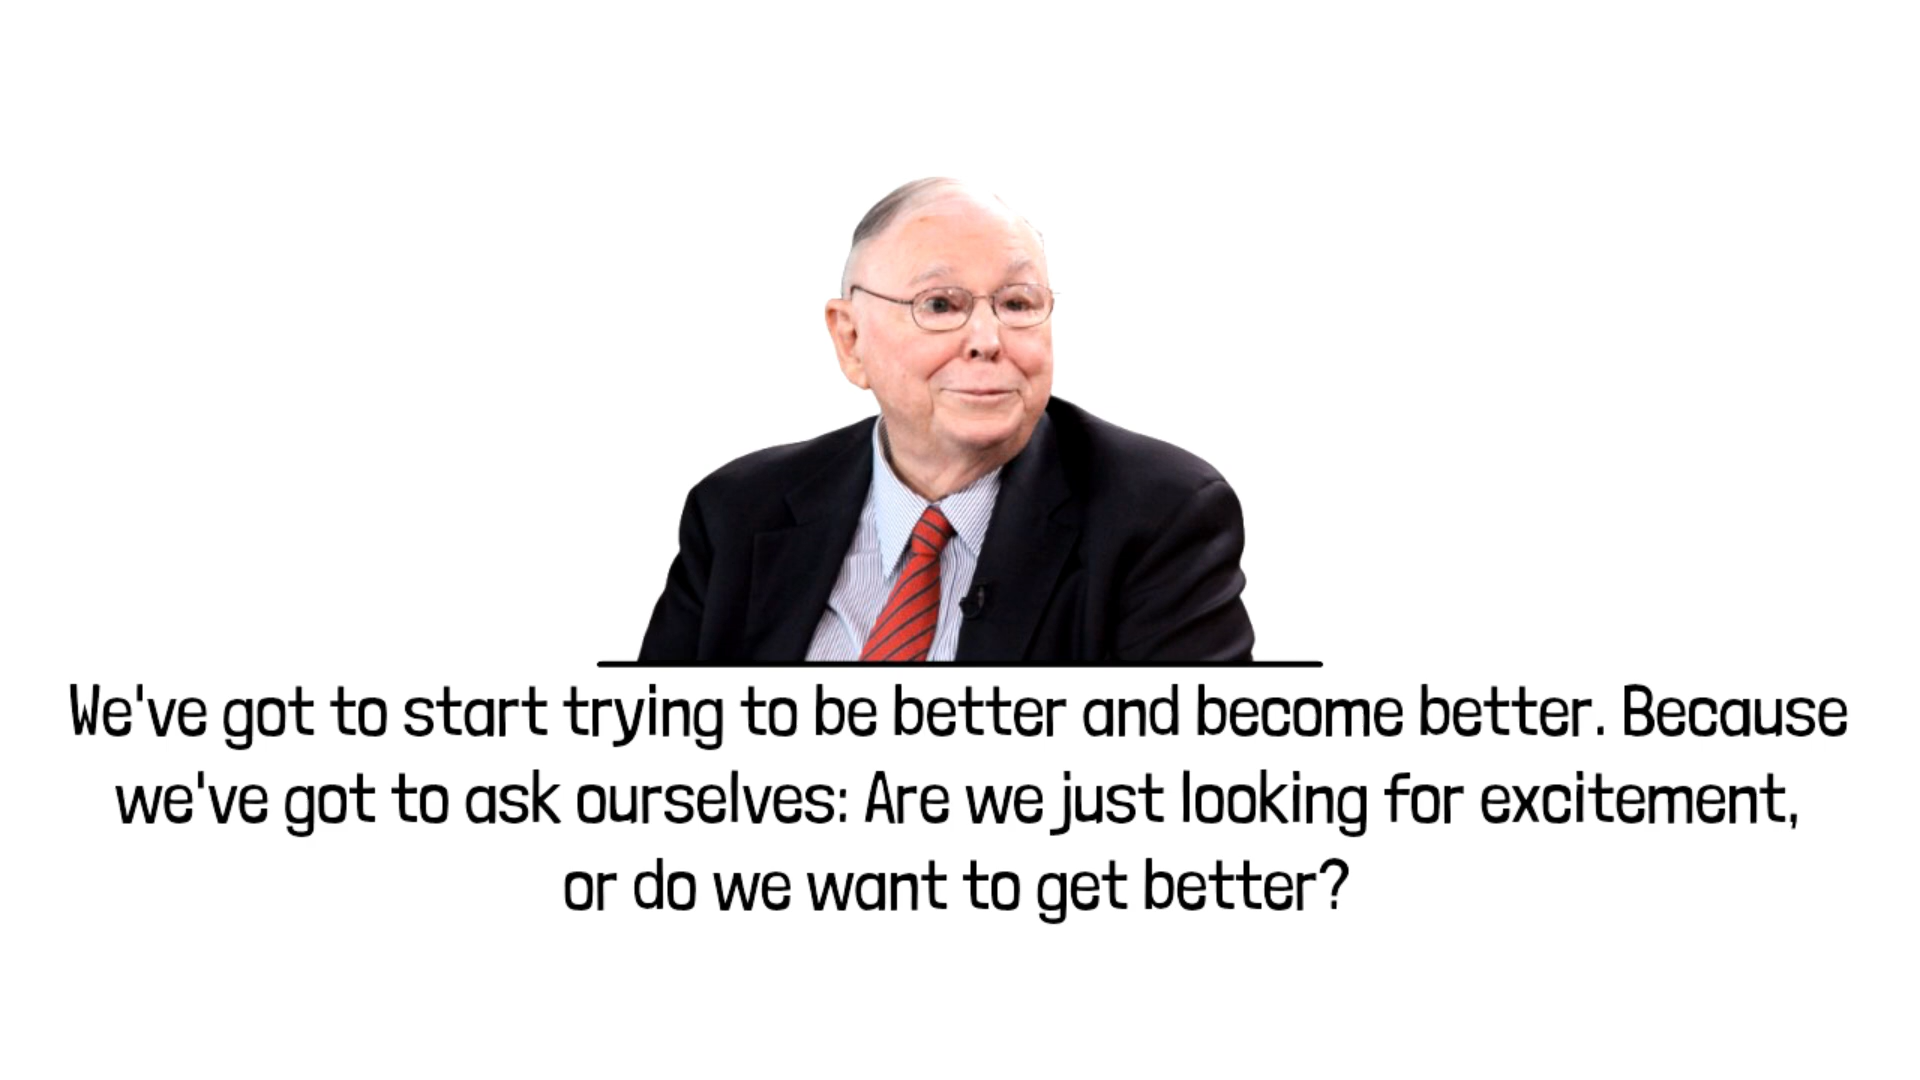 We've got to start trying to be better and become better. Because
we've got to ask ourselves: Are we just looking for excitement,
or do we want to get better?